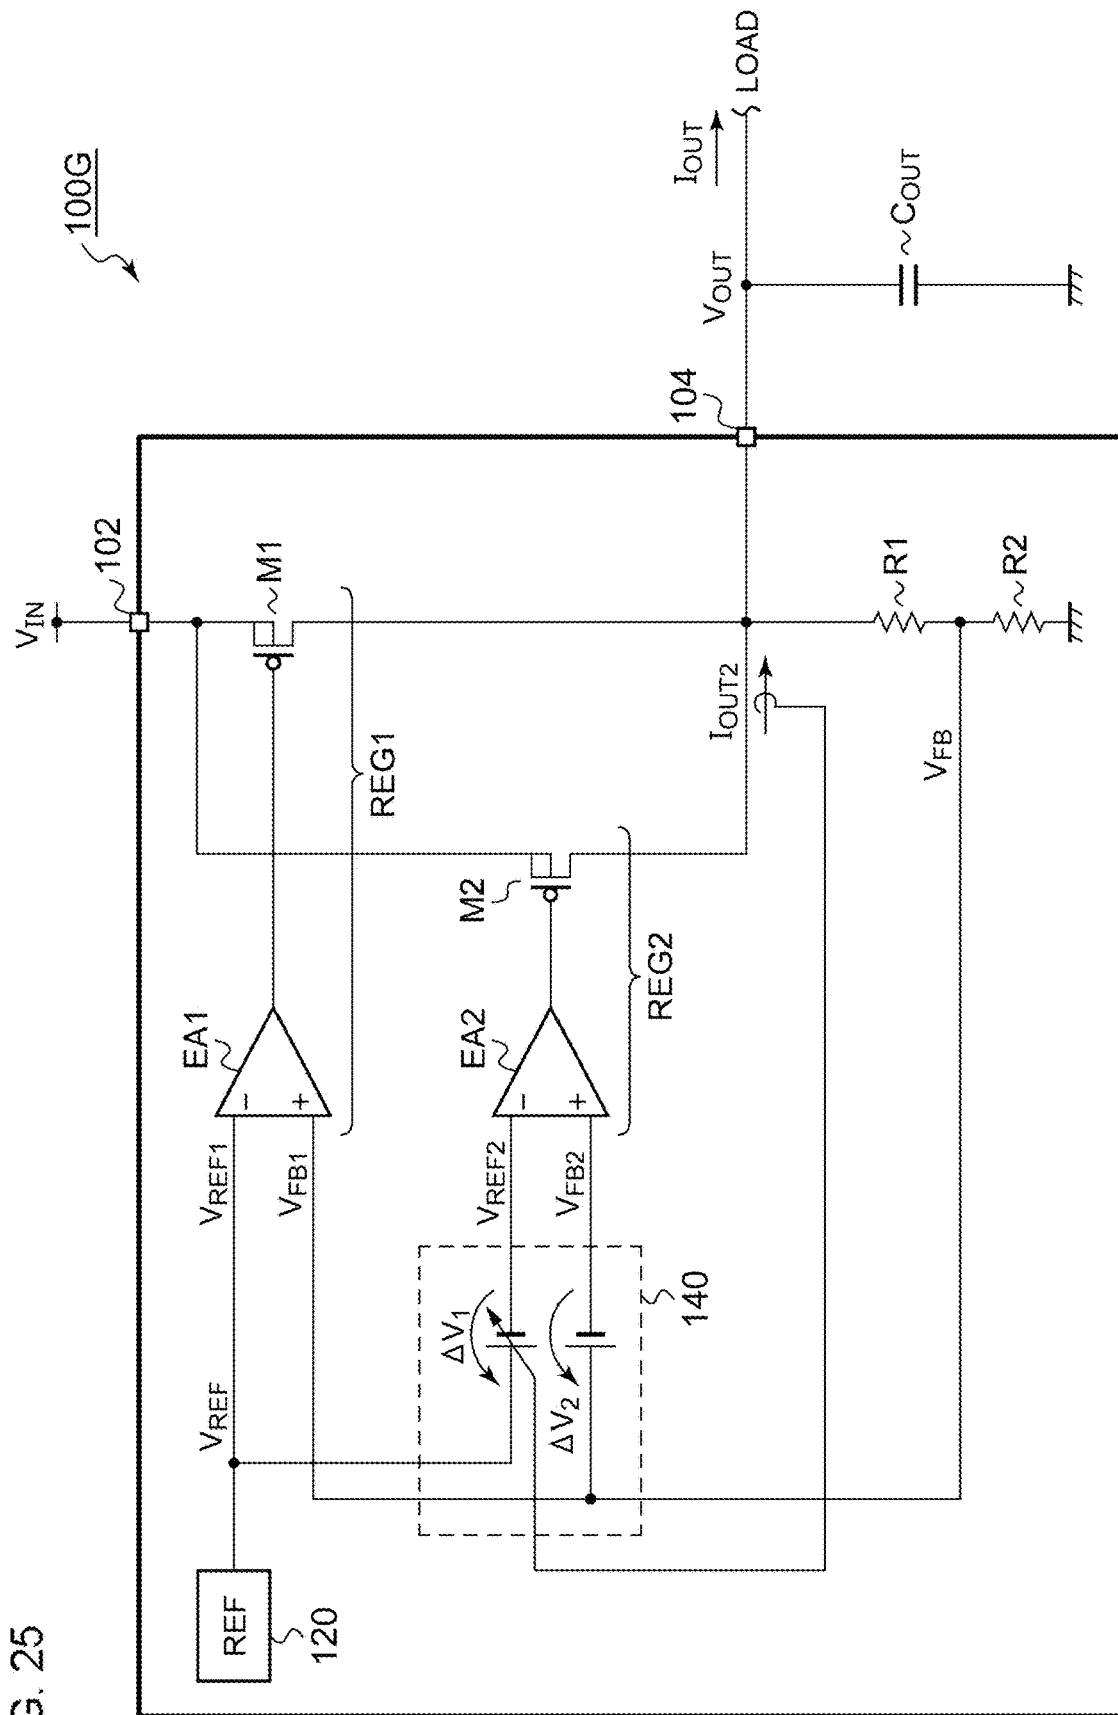 G. 25
100G
VIN
102
M1
EA1
−
+
VREF1
VFB1
REG1
VREF
REF
120
ΔV1
ΔV2
140
VREF2
VFB2
EA2
−
+
M2
REG2
IOUT2
104
VOUT
IOUT
LOAD
COUT
R1
R2
VFB